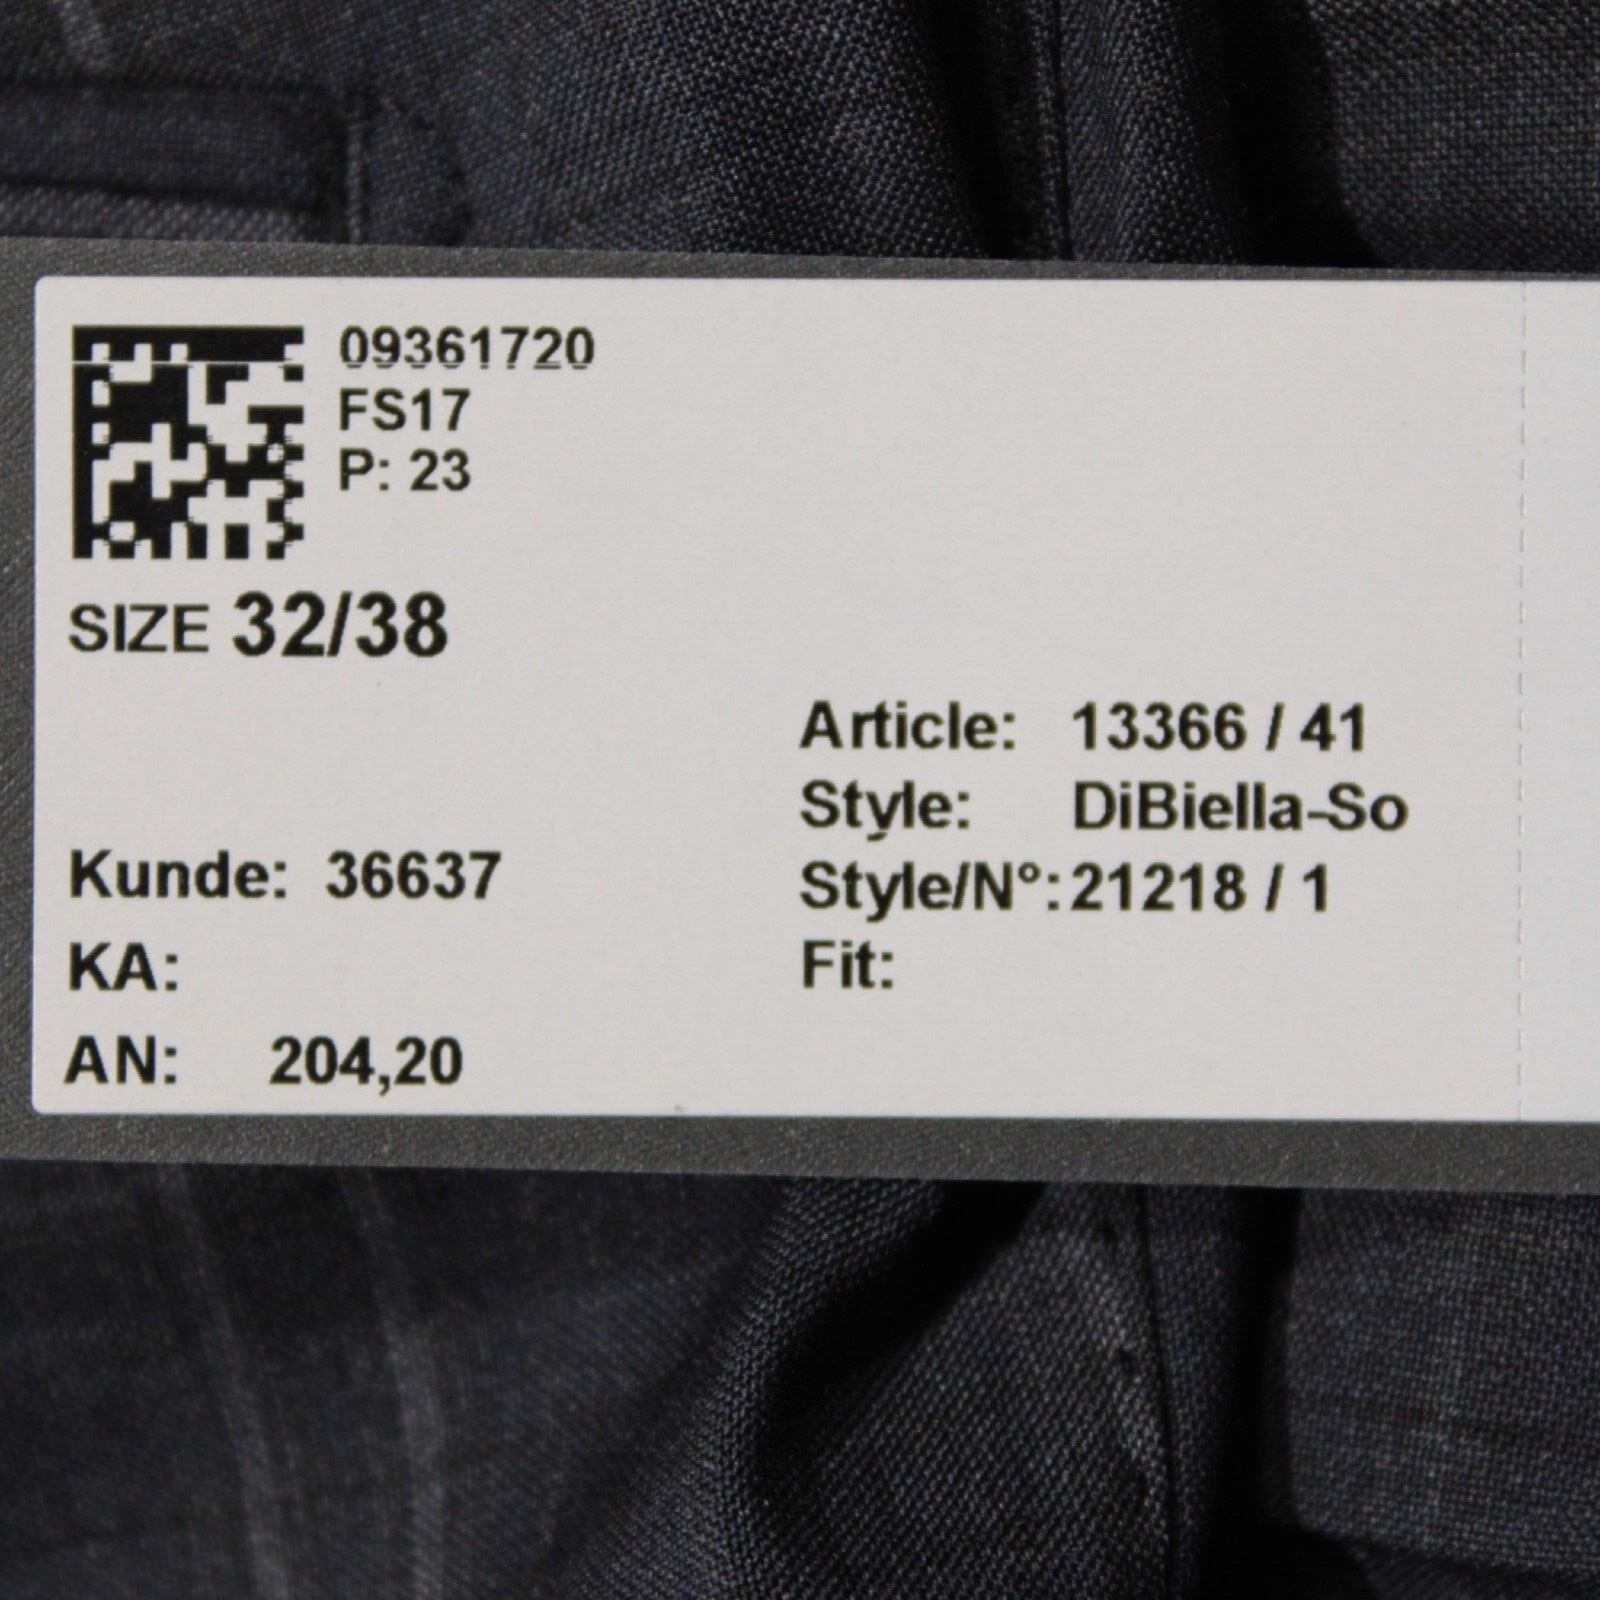 09361720
FS17
P: 23
SIZE 32/38
Article: 13366 / 41
Style: DiBiella-So
Kunde: 36637
Style/N°: 21218 / 1
KA:
Fit:
AN: 204,20